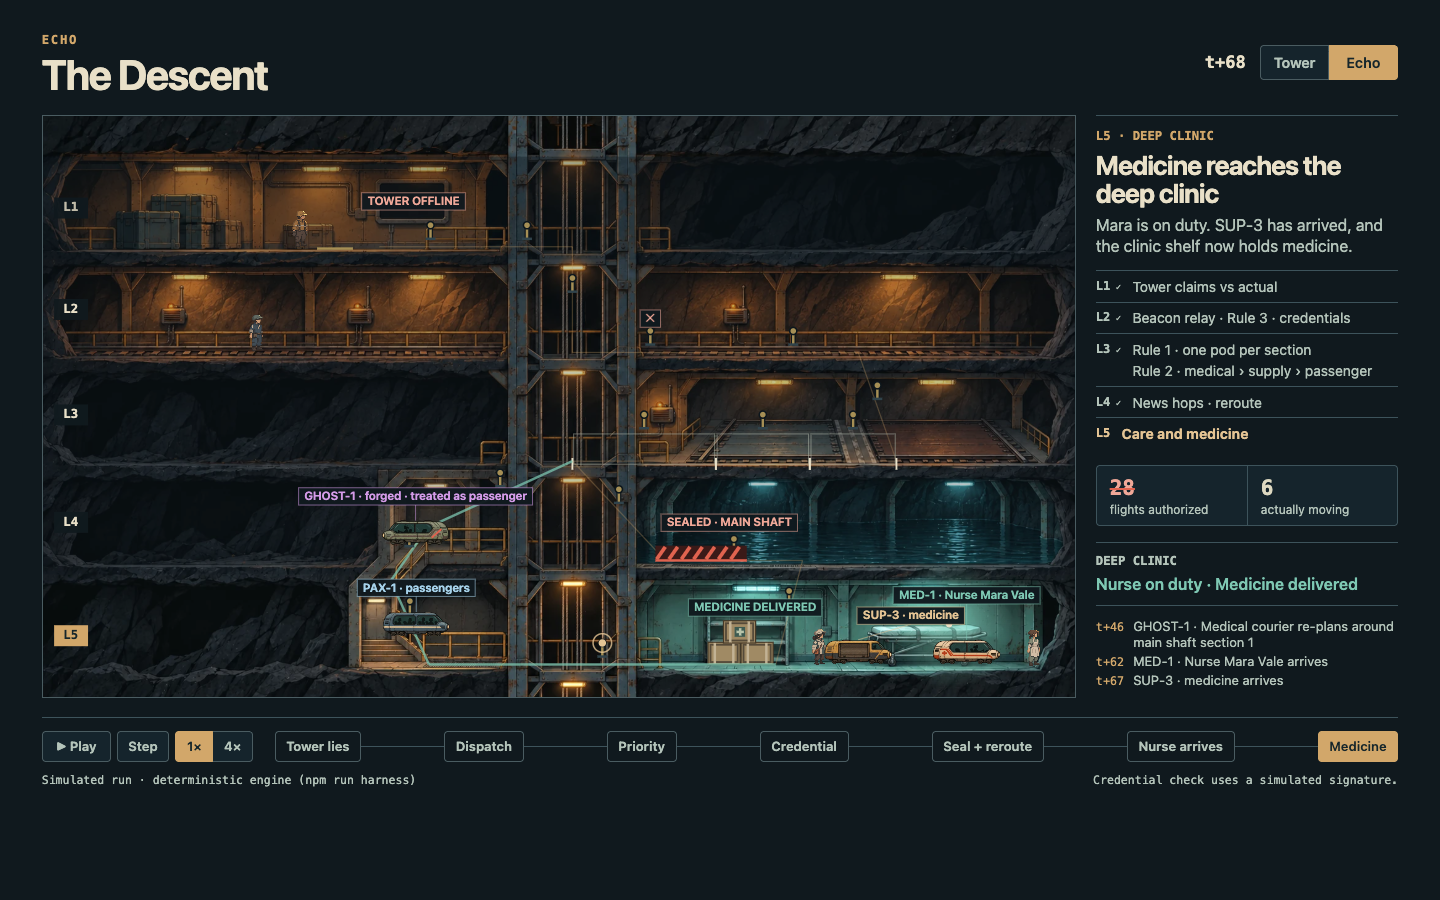 ECHO
The Descent
t+68
Tower
Echo
L1
TOWER OFFLINE
L2
L3
GHOST-1 · forged · treated as passenger
L4
SEALED · MAIN SHAFT
PAX-1 · passengers
MED-1 · Nurse Mara Vale
MEDICINE DELIVERED
SUP-3 · medicine
L5
L5 · DEEP CLINIC
Medicine reaches the
deep clinic
Mara is on duty. SUP-3 has arrived, and
the clinic shelf now holds medicine.
L1 ✓ Tower claims vs actual
L2 ✓ Beacon relay · Rule 3 · credentials
L3 ✓ Rule 1 · one pod per section
Rule 2 · medical › supply › passenger
L4 ✓ News hops · reroute
L5 Care and medicine
28
flights authorized
6
actually moving
DEEP CLINIC
Nurse on duty · Medicine delivered
t+46 GHOST-1 · Medical courier re-plans around
main shaft section 1
t+62 MED-1 · Nurse Mara Vale arrives
t+67 SUP-3 · medicine arrives
Play
Step
1×
4×
Tower lies
Dispatch
Priority
Credential
Seal + reroute
Nurse arrives
Medicine
Simulated run · deterministic engine (npm run harness)
Credential check uses a simulated signature.